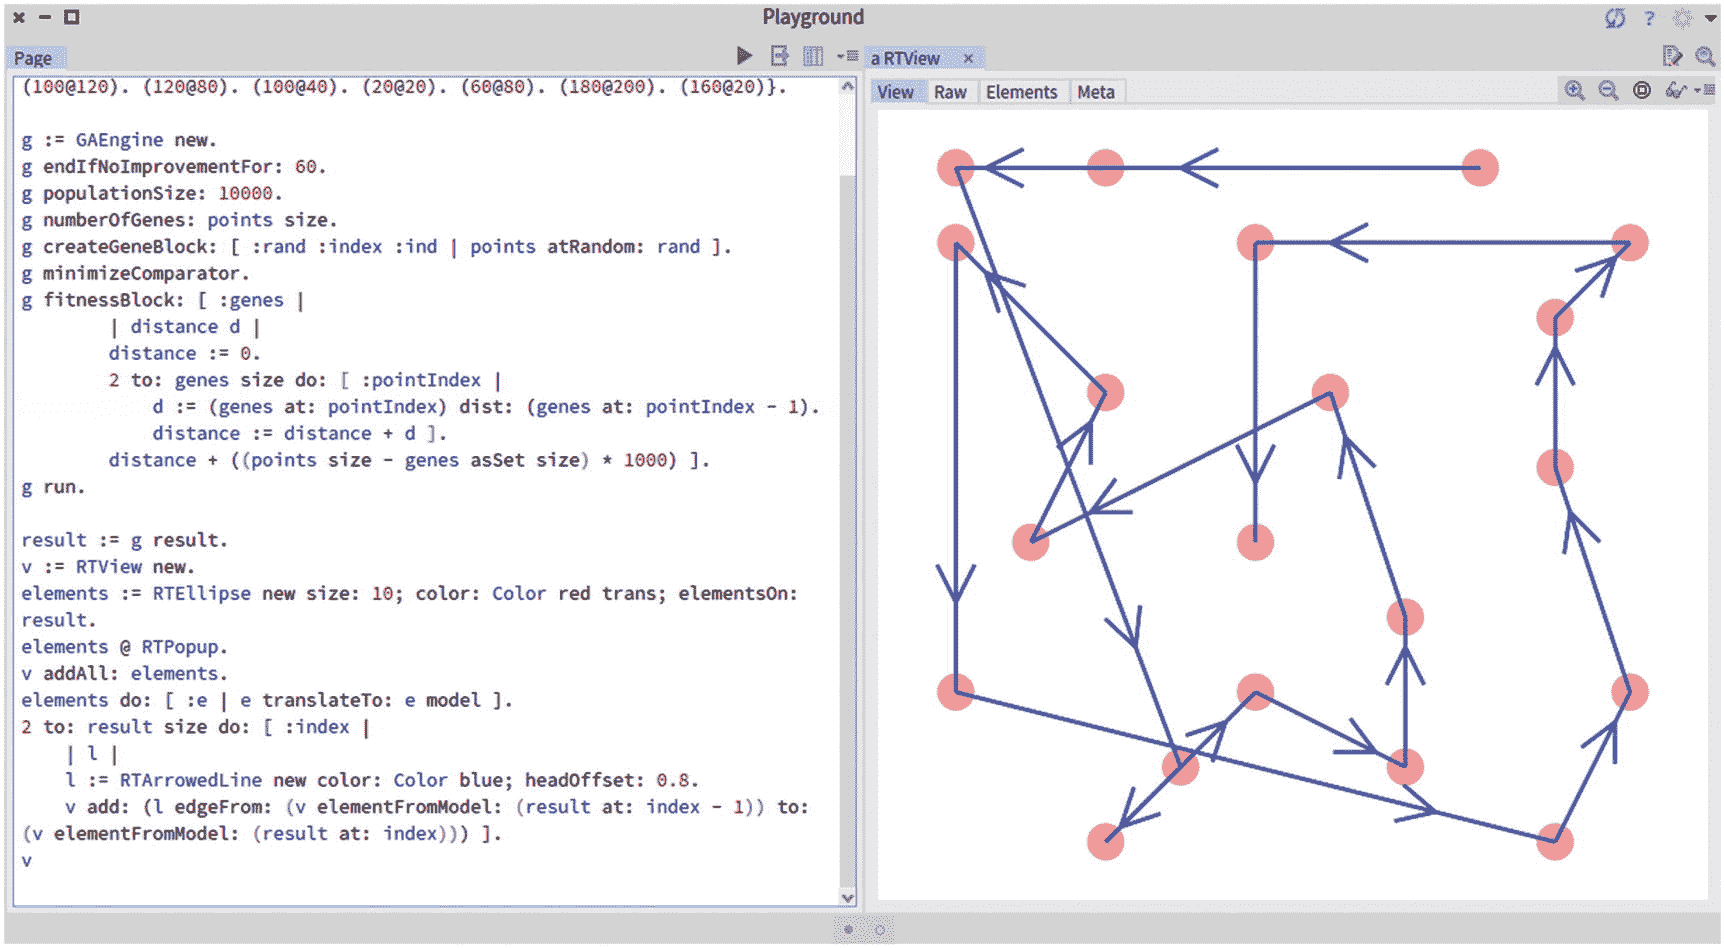 Playground
?
Page
a RTView ×
View Raw Elements Meta
(100@120). (120@80). (100@40). (20@20). (60@80). (180@200). (160@20)}.
g := GAEngine new.
g endIfNoImprovementFor: 60.
g populationSize: 10000.
g numberOfGenes: points size.
g createGeneBlock: [ :rand :index :ind | points atRandom: rand ].
g minimizeComparator.
g fitnessBlock: [ :genes |
| distance d |
distance := 0.
2 to: genes size do: [ :pointIndex |
d := (genes at: pointIndex) dist: (genes at: pointIndex - 1).
distance := distance + d ].
distance + ((points size - genes asSet size) * 1000) ].
g run.
result := g result.
v := RTView new.
elements := RTEllipse new size: 10; color: Color red trans; elementsOn:
result.
elements @ RTPopup.
v addAll: elements.
elements do: [ :e | e translateTo: e model ].
2 to: result size do: [ :index |
| l |
l := RTArrowedLine new color: Color blue; headOffset: 0.8.
v add: (l edgeFrom: (v elementFromModel: (result at: index - 1)) to:
(v elementFromModel: (result at: index))) ].
v